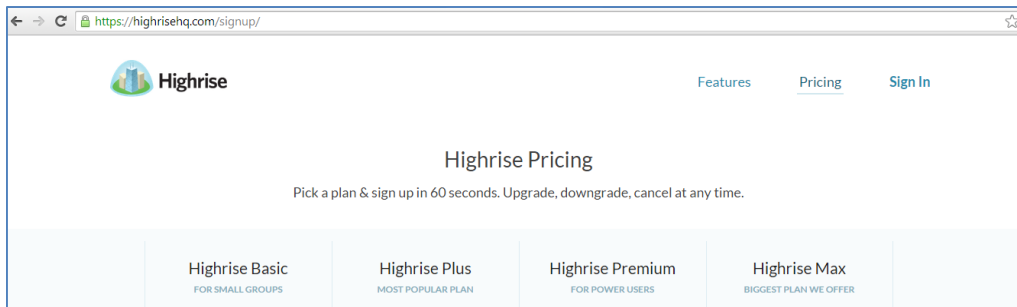 https://highrisehq.com/signup/
Highrise Features Pricing Sign In
Highrise Pricing
Pick a plan & sign up in 60 seconds. Upgrade, downgrade, cancel at any time.
Highrise Basic Highrise Plus Highrise Premium Highrise Max
FOR SMALL GROUPS MOST POPULAR PLAN FOR POWER USERS BIGGEST PLAN WE OFFER